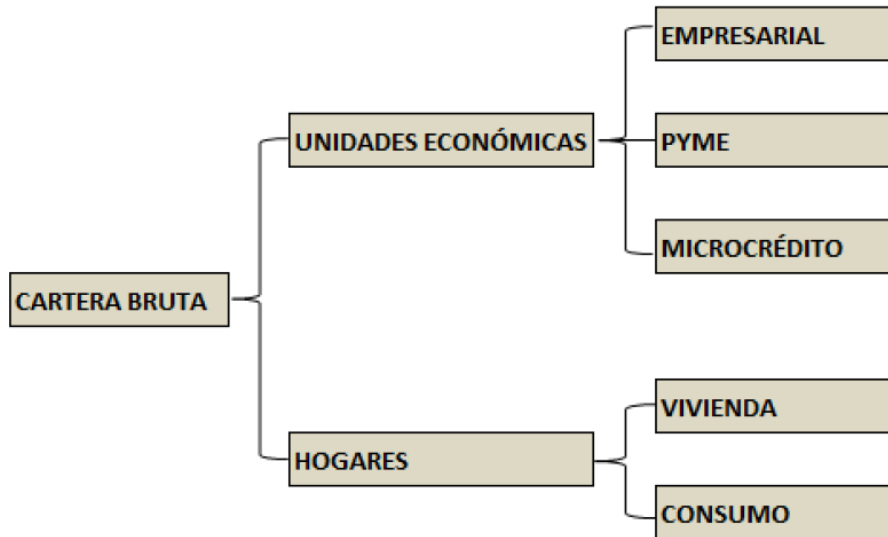 EMPRESARIAL
UNIDADES ECONÓMICAS
PYME
MICROCRÉDITO
CARTERA BRUTA
VIVIENDA
HOGARES
CONSUMO